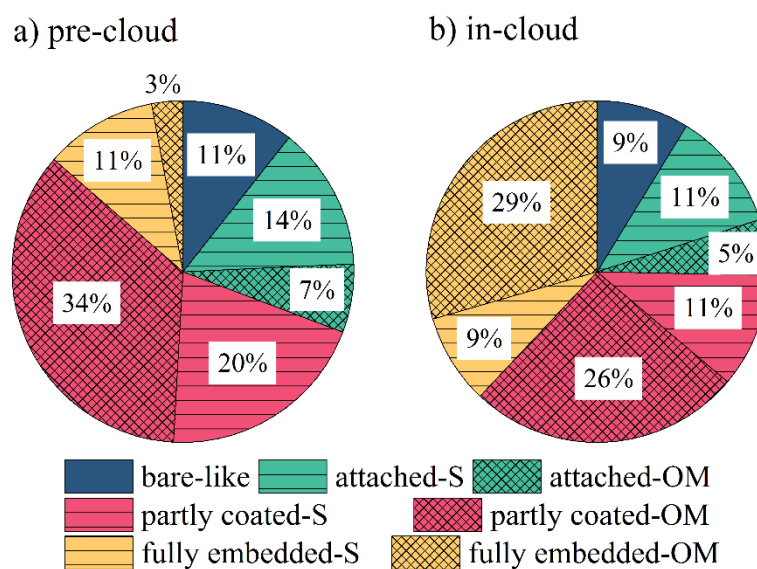 a) pre-cloud
b) in-cloud
3%
11%
11%
14%
7%
20%
34%
9%
11%
5%
11%
26%
9%
29%
bare-like attached-S attached-OM
partly coated-S partly coated-OM
fully embedded-S fully embedded-OM